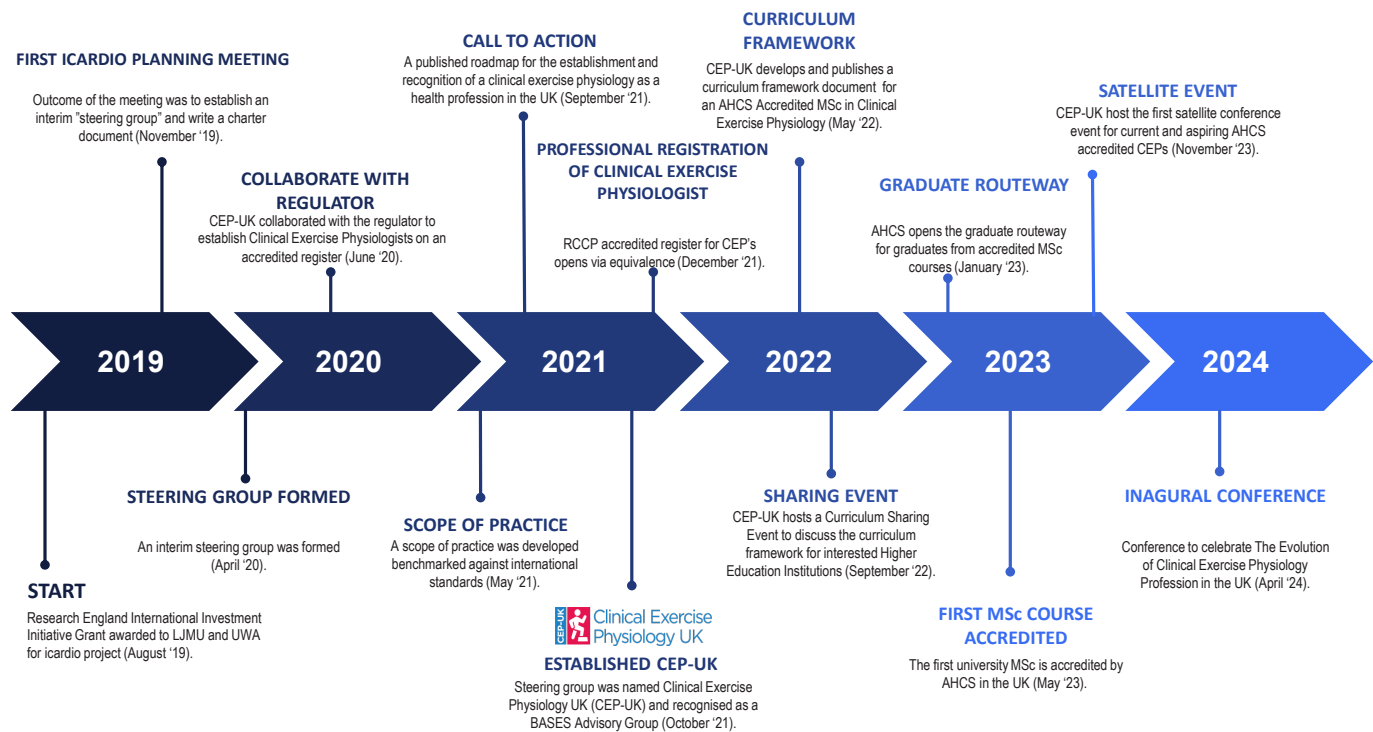 FIRST ICARDIO PLANNING MEETING
Outcome of the meeting was to establish an
interim ”steering group” and write a charter
document (November ‘19).
COLLABORATE WITH
REGULATOR
CEP-UK collaborated with the regulator to
establish Clinical Exercise Physiologists on an
accredited register (June ‘20).
CALL TO ACTION
A published roadmap for the establishment and
recognition of a clinical exercise physiology as a
health profession in the UK (September ‘21).
PROFESSIONAL REGISTRATION
OF CLINICAL EXERCISE
PHYSIOLOGIST
RCCP accredited register for CEP’s
opens via equivalence (December ‘21).
CURRICULUM
FRAMEWORK
CEP-UK develops and publishes a
curriculum framework document for
an AHCS Accredited MSc in Clinical
Exercise Physiology (May ‘22).
GRADUATE ROUTEWAY
AHCS opens the graduate routeway
for graduates from accredited MSc
courses (January ‘23).
SATELLITE EVENT
CEP-UK host the first satellite conference
event for current and aspiring AHCS
accredited CEPs (November ‘23).
2019
2020
2021
2022
2023
2024
START
Research England International Investment
Initiative Grant awarded to LJMU and UWA
for icardio project (August ‘19).
STEERING GROUP FORMED
An interim steering group was formed
(April ‘20).
SCOPE OF PRACTICE
A scope of practice was developed
benchmarked against international
standards (May ‘21).
CEP-UK
Clinical Exercise
Physiology UK
ESTABLISHED CEP-UK
Steering group was named Clinical Exercise
Physiology UK (CEP-UK) and recognised as a
BASES Advisory Group (October ‘21).
SHARING EVENT
CEP-UK hosts a Curriculum Sharing
Event to discuss the curriculum
framework for interested Higher
Education Institutions (September ‘22).
FIRST MSc COURSE
ACCREDITED
The first university MSc is accredited by
AHCS in the UK (May ‘23).
INAGURAL CONFERENCE
Conference to celebrate The Evolution
of Clinical Exercise Physiology
Profession in the UK (April ‘24).